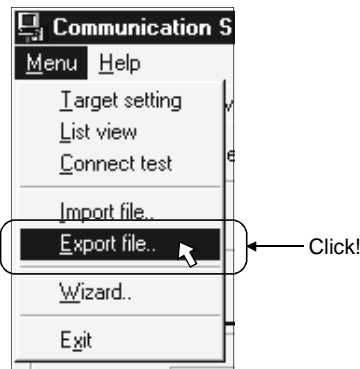 Communication S
Menu Help
Target setting
List view
Connect test
Import file..
Export file..
Click!
Wizard..
Exit